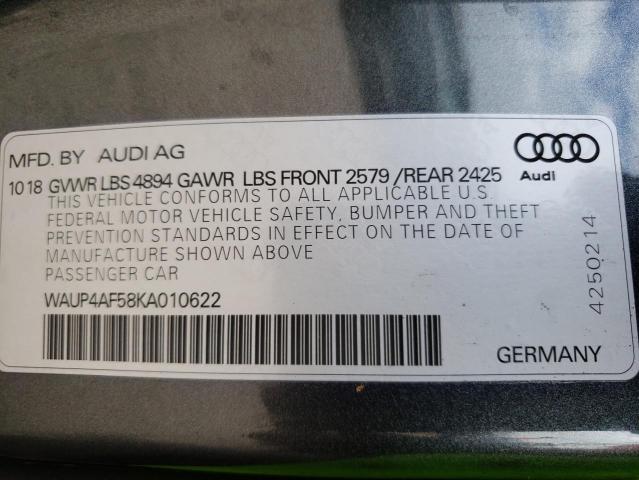 MFD. BY AUDI AG
1018 GVWR LBS 4894 GAWR LBS FRONT 2579 /REAR 2425
Audi
THIS VEHICLE CONFORMS TO ALL APPLICABLE U.S.
FEDERAL MOTOR VEHICLE SAFETY, BUMPER AND THEFT
PREVENTION STANDARDS IN EFFECT ON THE DATE OF
MANUFACTURE SHOWN ABOVE
PASSENGER CAR
WAUP4AF58KA010622
4250214
GERMANY